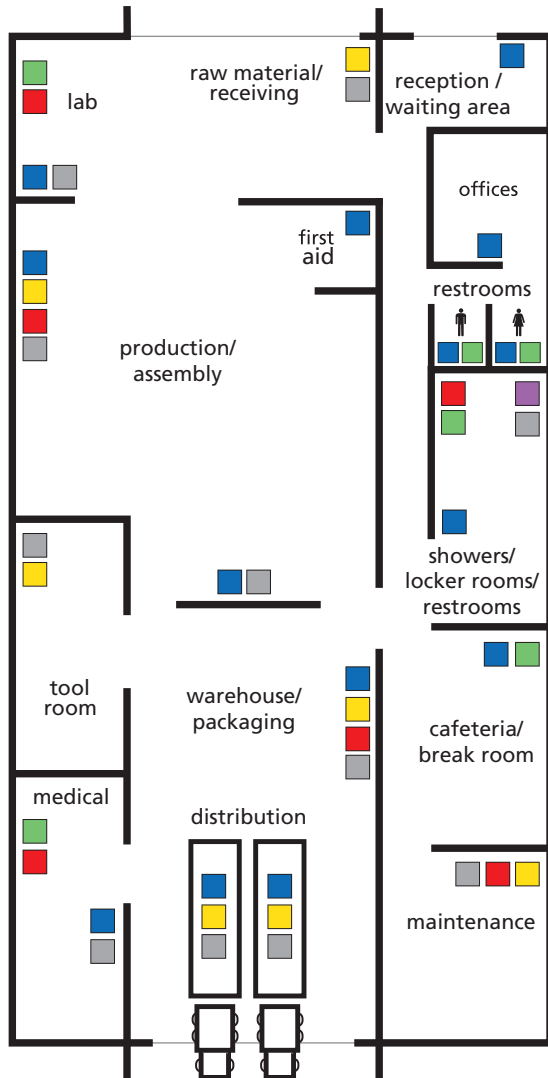 raw material/
receiving
reception /
waiting area
lab
offices
first
aid
restrooms
production/
assembly
showers/
locker rooms/
restrooms
tool
room
warehouse/
packaging
cafeteria/
break room
medical
distribution
maintenance